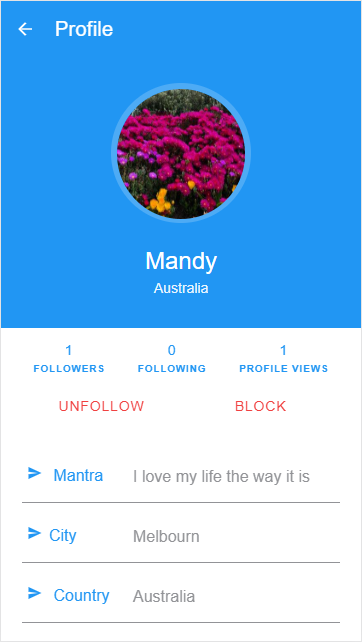 Profile
Mandy
Australia
1 0 1
FOLLOWERS FOLLOWING PROFILE VIEWS
UNFOLLOW BLOCK
Mantra I love my life the way it is
City Melbourn
Country Australia